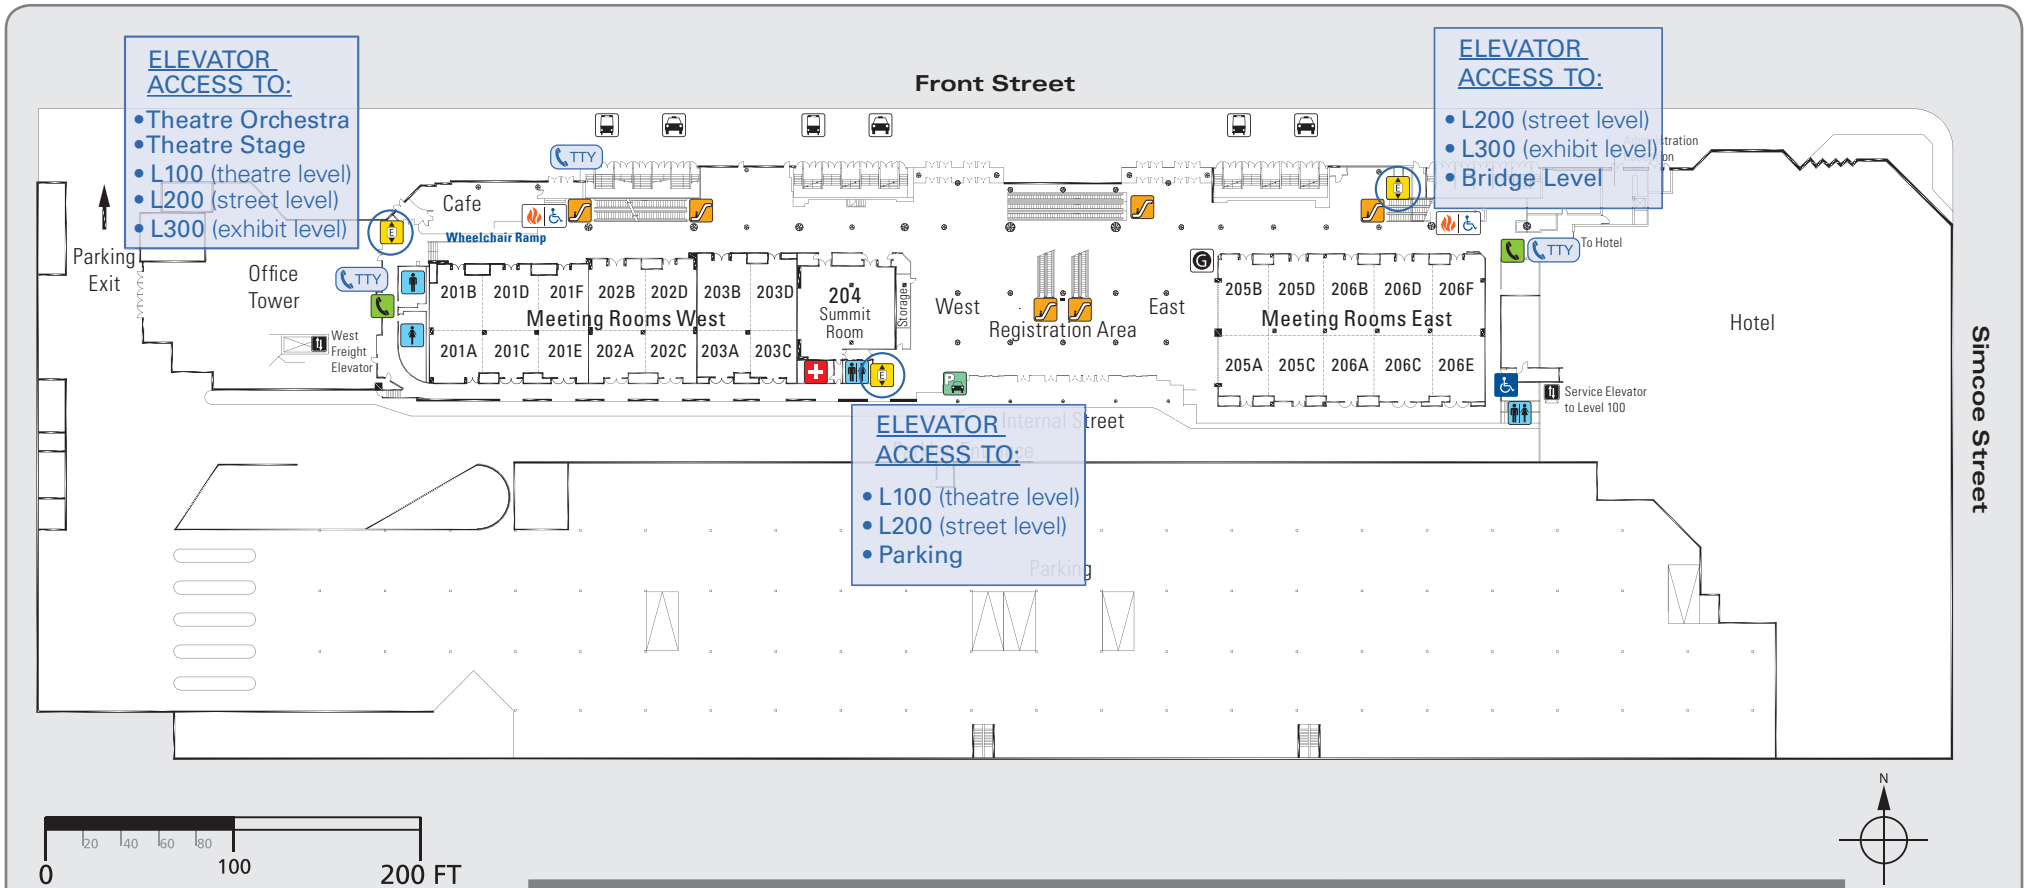 ELEVATOR
ACCESS TO:
•Theatre Orchestra
•Theatre Stage
• L100 (theatre level)
• L200 (street level)
• L300 (exhibit level)
Front Street
ELEVATOR
ACCESS TO:
• L200 (street level)
• L300 (exhibit level)
• Bridge Level
TTY
Cafe
Wheelchair Ramp
E
E
Parking
Exit
Office
Tower
TTY
G
TTY
To Hotel
201B
201D
201F
202B
202D
203B
203D
204
Summit
Room
Storage
Meeting Rooms West
201A
201C
201E
202A
202C
203A
203C
West
Freight
Elevator
West
East
Registration Area
205B
205D
206B
206D
206F
Meeting Rooms East
205A
205C
206A
206C
206E
Hotel
Simcoe Street
E
P
Service Elevator
to Level 100
Internal Street
ELEVATOR
ACCESS TO:
• L100 (theatre level)
• L200 (street level)
• Parking
Parking
N
20
40
60
80
0
100
200 FT